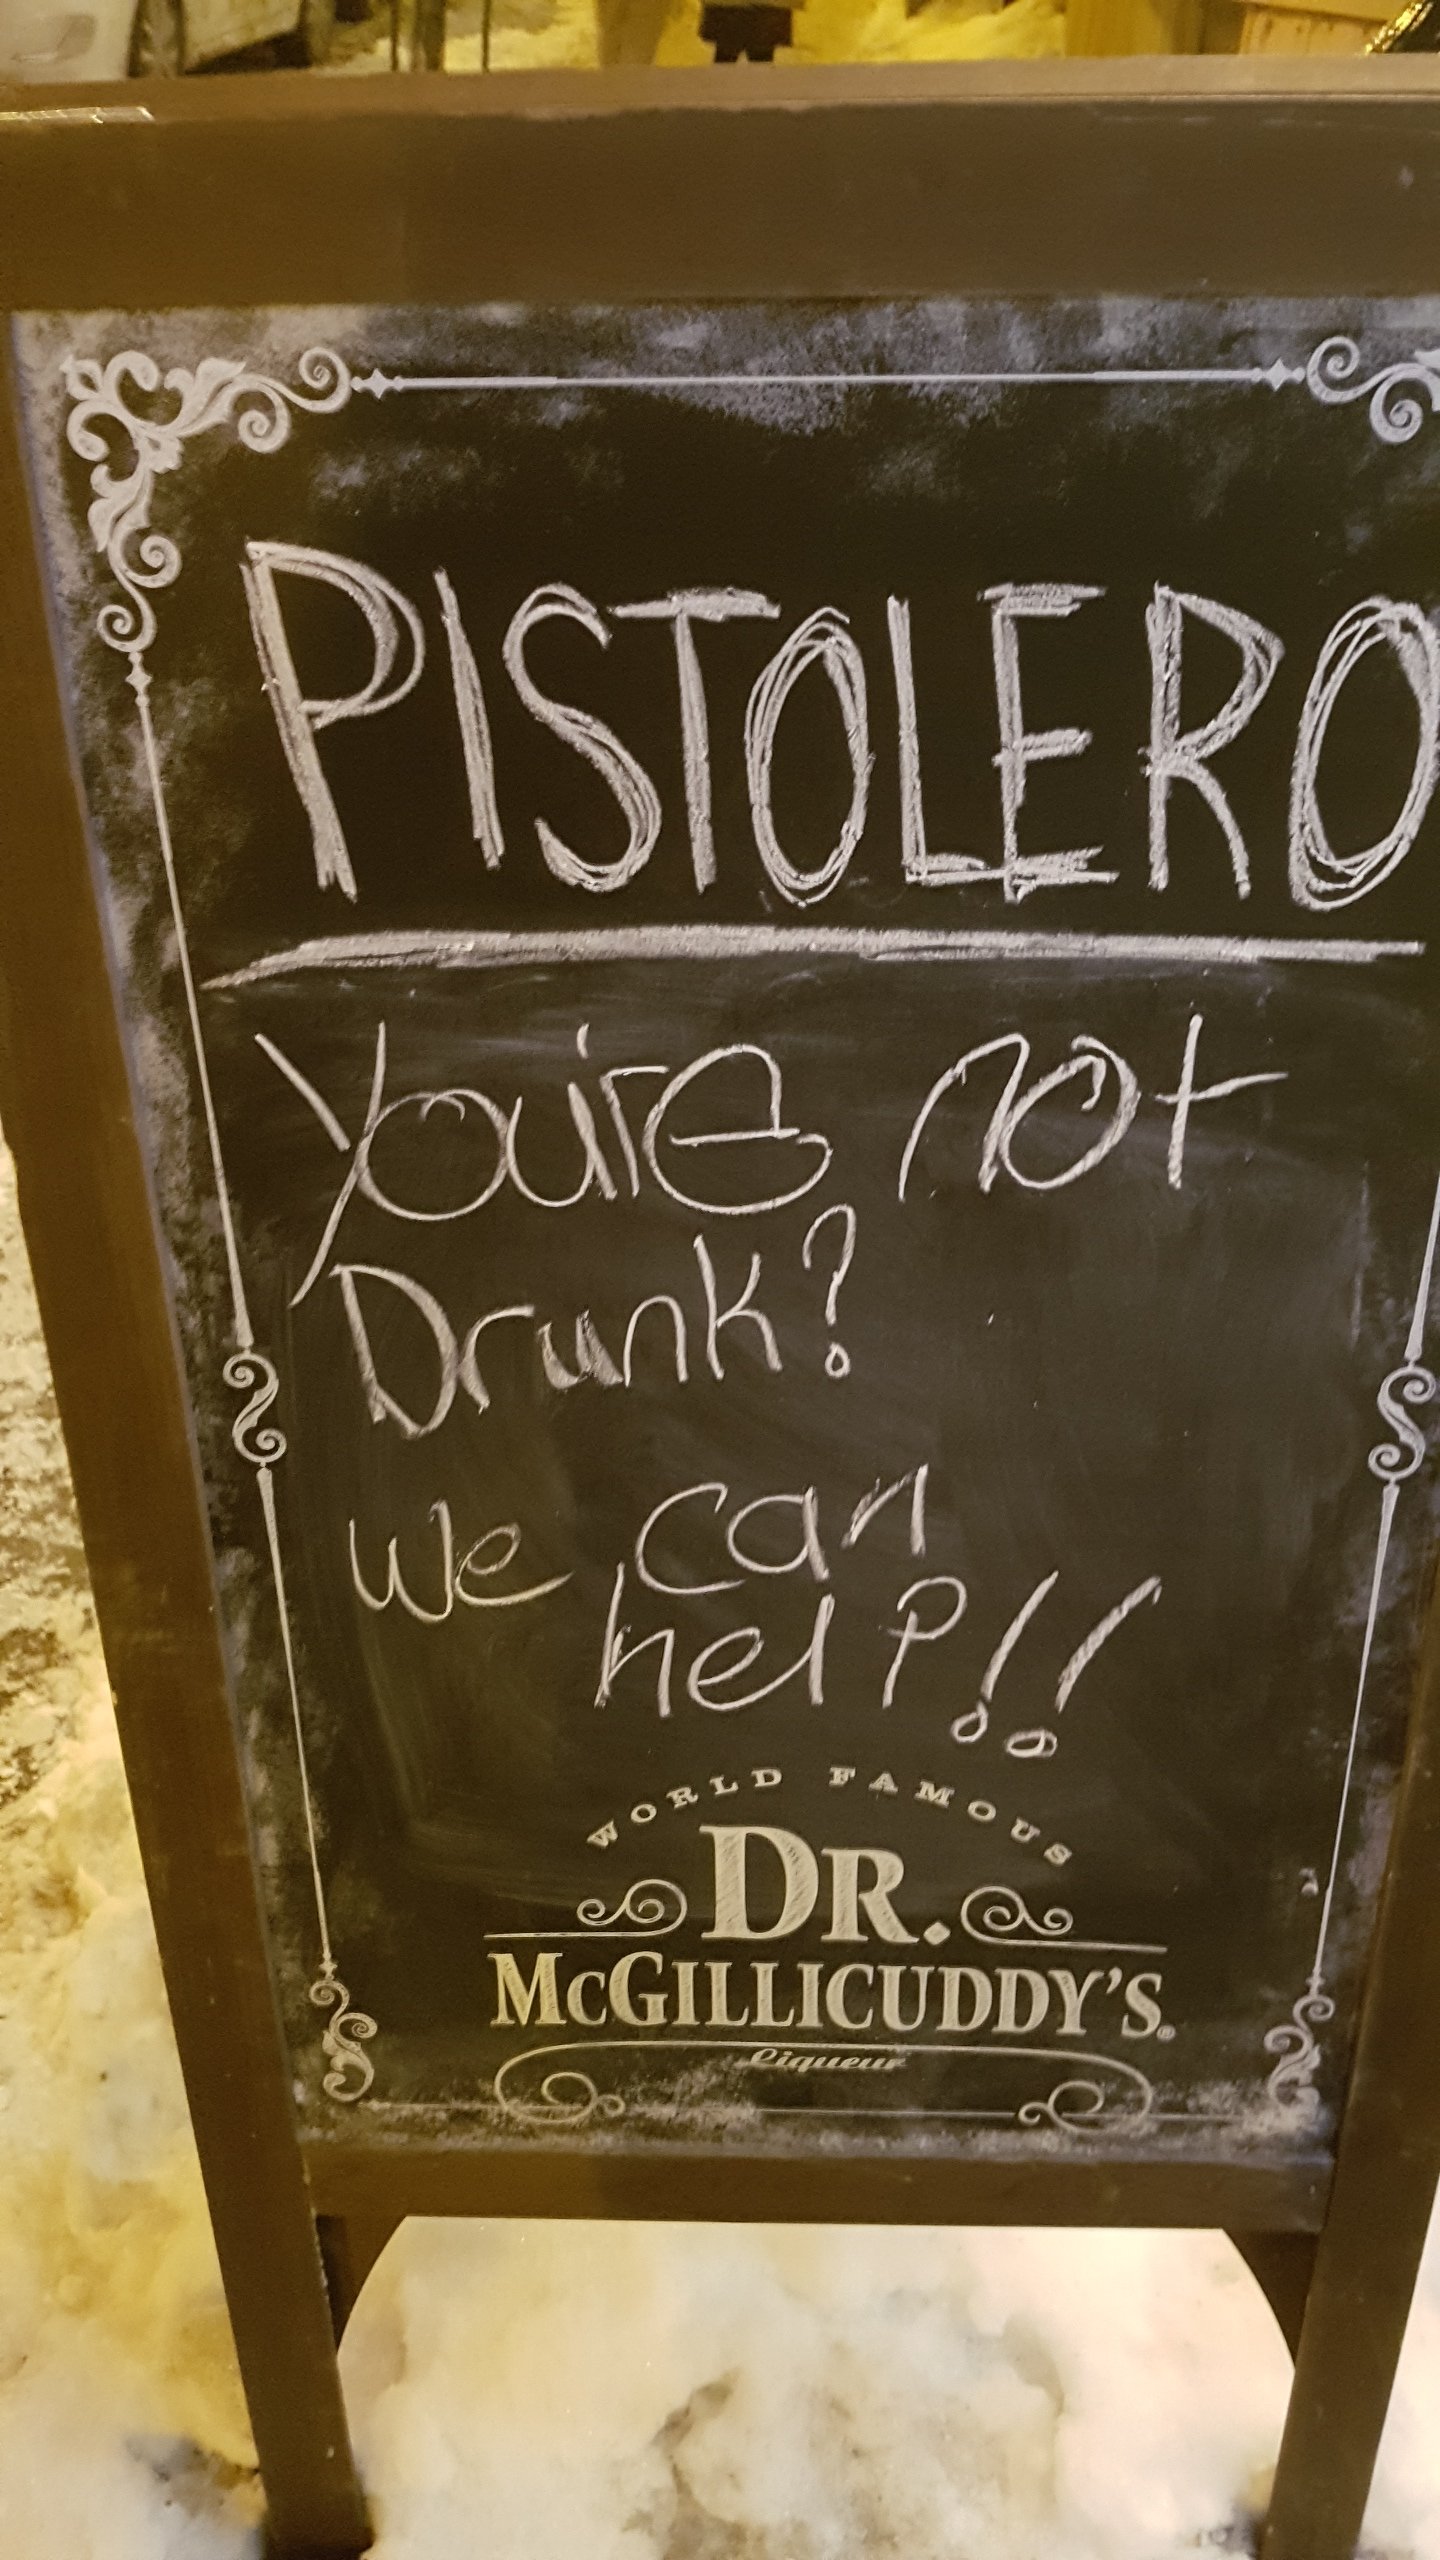 PISTOLERO
You're not
Drunk?
we can
help!!
WORLD FAMOUS
DR.
MCGILLICUDDY'S®
Liqueur